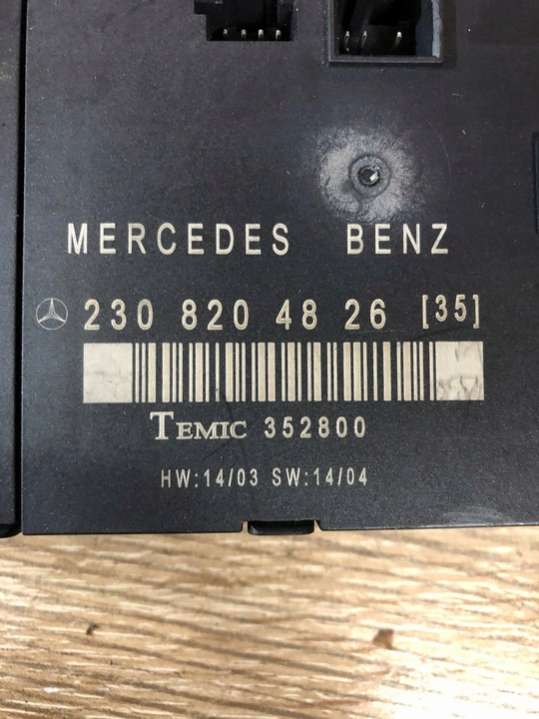 MERCEDES BENZ
230 820 48 26 [35]
TEMIC 352800
HW:14/03 SW:14/04